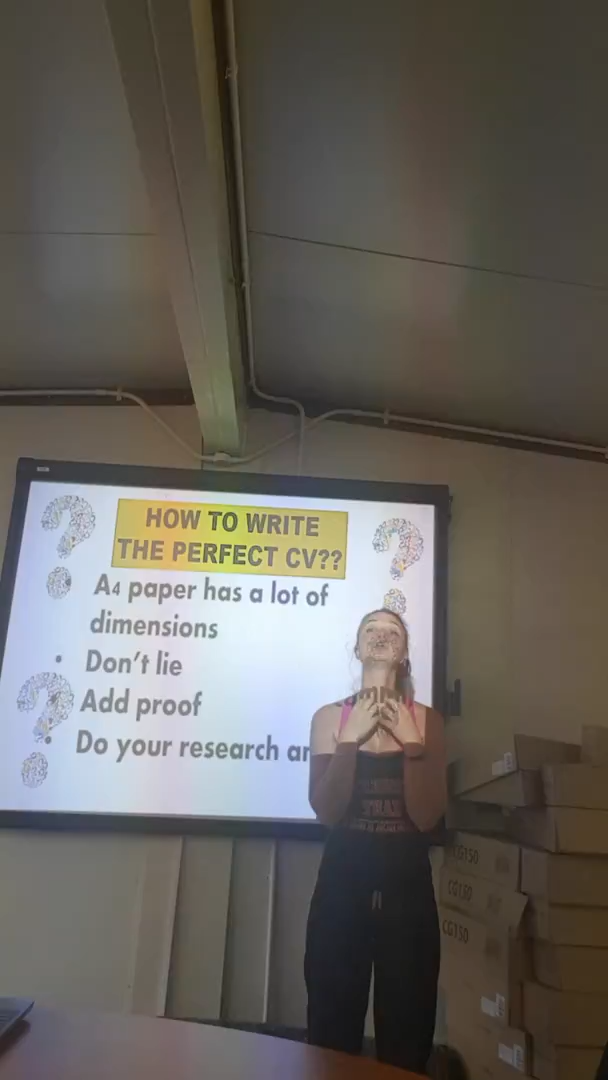 HOW TO WRITE
THE PERFECT CV??
A4 paper has a lot of
dimensions
• Don't lie
Add proof
• Do your research an
CG150
CG150
CG150